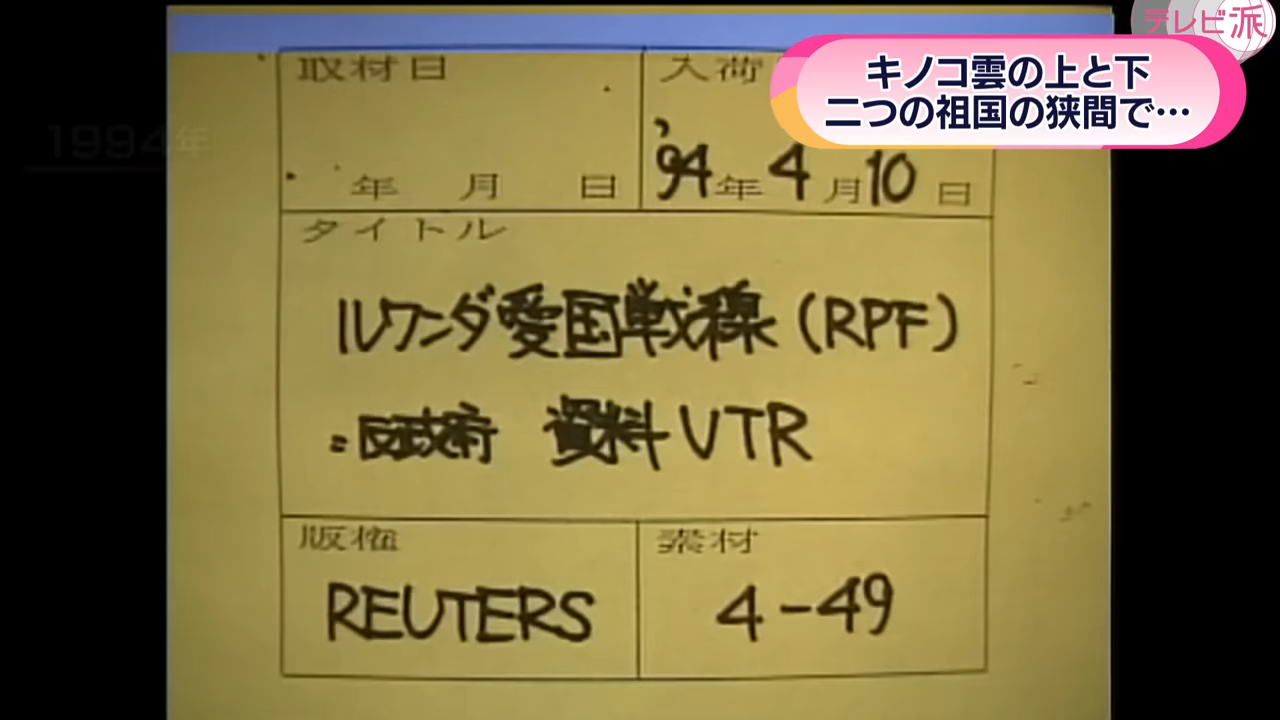 テレビ派
キノコ雲の上と下
二つの祖国の狭間で…
1994年
取材日
入荷
年 月 日
'94年 4月10日
タイトル
ルワンダ愛国戦線(RPF)
=反政府 資料VTR
版権
素材
REUTERS
4-49